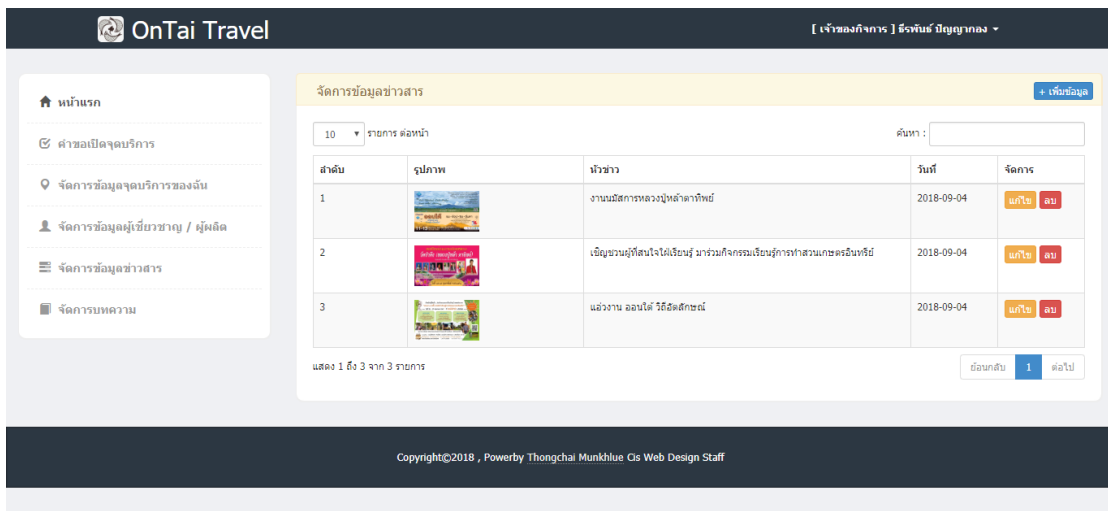 OnTai Travel
[ เจ้าของกิจการ ] ธีรพันธ์ ปัญญากอง
หน้าแรก
คำขอเปิดจุดบริการ
จัดการข้อมูลจุดบริการของฉัน
จัดการข้อมูลผู้เชี่ยวชาญ / ผู้ผลิต
จัดการข้อมูลข่าวสาร
จัดการบทความ
จัดการข้อมูลข่าวสาร
+ เพิ่มข้อมูล
10 รายการ ต่อหน้า
ค้นหา :
ลำดับ รูปภาพ หัวข่าว วันที่ จัดการ
1 งานนมัสการหลวงปู่หล้าตาทิพย์ 2018-09-04 แก้ไข ลบ
2 เชิญชวนผู้ที่สนใจใฝ่เรียนรู้ มาร่วมกิจกรรมเรียนรู้การทำสวนเกษตรอินทรีย์ 2018-09-04 แก้ไข ลบ
3 แอ่วงาน ออนใต้ วิถีอัตลักษณ์ 2018-09-04 แก้ไข ลบ
แสดง 1 ถึง 3 จาก 3 รายการ
ย้อนกลับ 1 ต่อไป
Copyright©2018 , Powerby Thongchai Munkhlue Cis Web Design Staff